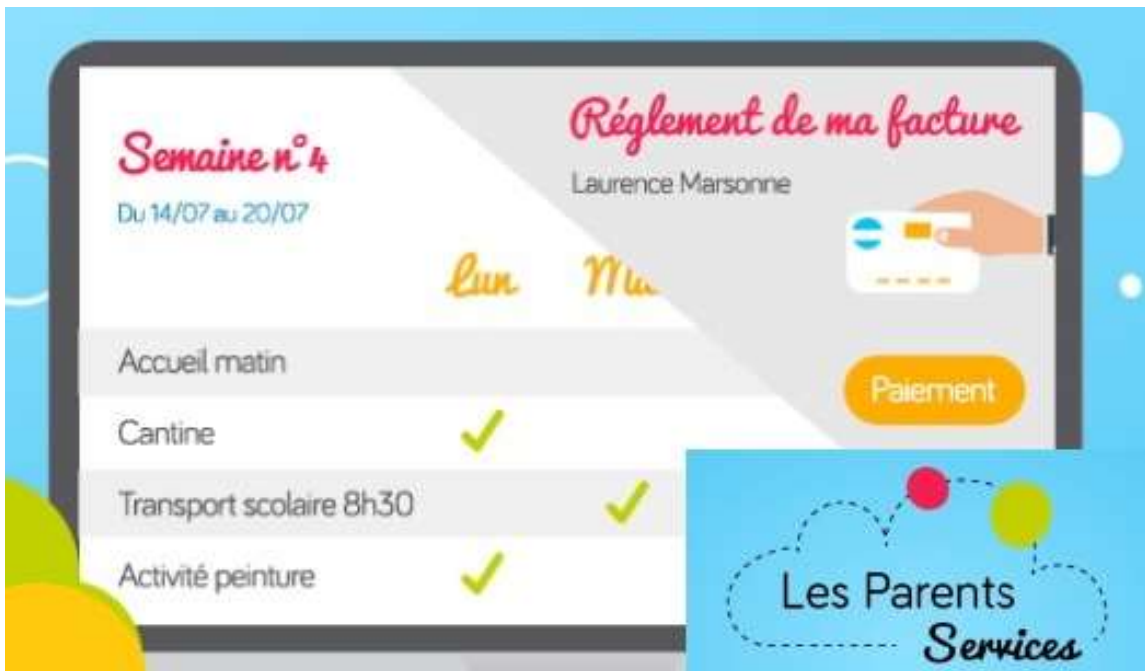 Semaine n°4
Du 14/07 au 20/07
Lun
Réglement de ma facture
Laurence Marsonne
Accueil matin
Cantine
Transport scolaire 8h30
Activité peinture
Paiement
Les Parents
Services